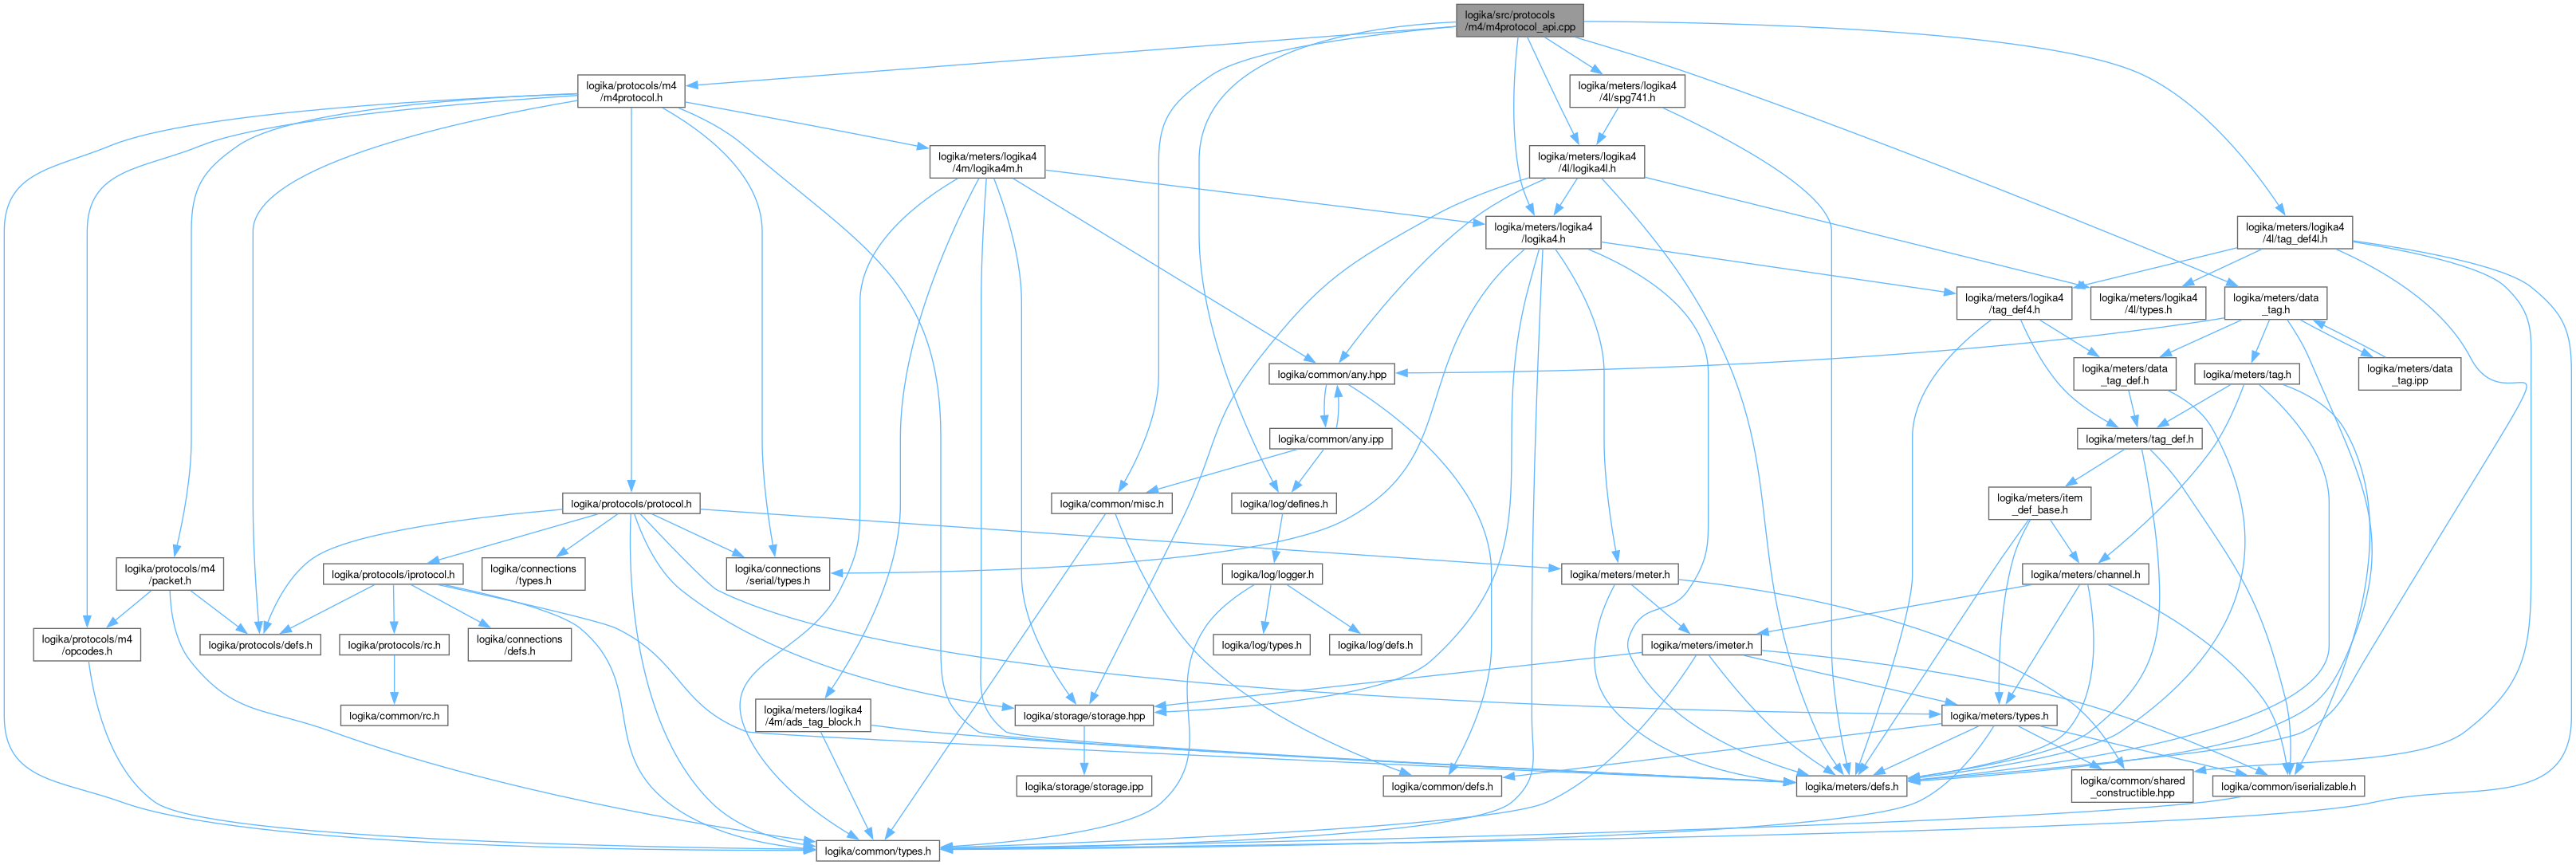 logika/src/protocols
/m4/m4protocol_api.cpp
logika/protocols/m4
/m4protocol.h
logika/meters/logika4
/4l/spg741.h
logika/meters/logika4
/4m/logika4m.h
logika/meters/logika4
/4l/logika4l.h
logika/meters/logika4
/logika4.h
logika/meters/logika4
/4l/tag_def4l.h
logika/meters/logika4
/tag_def4.h
logika/meters/logika4
/4l/types.h
logika/meters/data
_tag.h
logika/common/any.hpp
logika/meters/data
_tag_def.h
logika/meters/tag.h
logika/meters/data
_tag.ipp
logika/common/any.ipp
logika/meters/tag_def.h
logika/protocols/protocol.h
logika/common/misc.h
logika/log/defines.h
logika/meters/item
_def_base.h
logika/protocols/m4
/packet.h
logika/protocols/iprotocol.h
logika/connections
/types.h
logika/connections
/serial/types.h
logika/log/logger.h
logika/meters/meter.h
logika/meters/channel.h
logika/protocols/m4
/opcodes.h
logika/protocols/defs.h
logika/protocols/rc.h
logika/connections
/defs.h
logika/log/types.h
logika/log/defs.h
logika/meters/imeter.h
logika/common/rc.h
logika/meters/logika4
/4m/ads_tag_block.h
logika/storage/storage.hpp
logika/meters/types.h
logika/storage/storage.ipp
logika/common/defs.h
logika/meters/defs.h
logika/common/shared
_constructible.hpp
logika/common/iserializable.h
logika/common/types.h